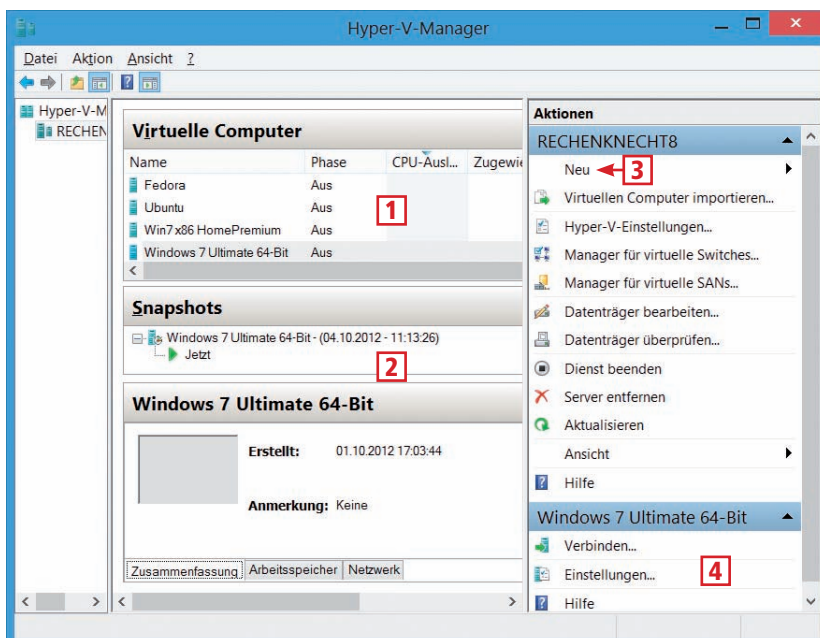 Hyper-V-Manager
Datei Aktion Ansicht ?
Hyper-V-M
RECHEN
Virtuelle Computer
Name Phase CPU-Ausl... Zugewie
Fedora Aus
Ubuntu Aus
Win7 x86 HomePremium Aus
Windows 7 Ultimate 64-Bit Aus
1
Snapshots
Windows 7 Ultimate 64-Bit - (04.10.2012 - 11:13:26)
Jetzt
2
Windows 7 Ultimate 64-Bit
Erstellt: 01.10.2012 17:03:44
Anmerkung: Keine
Zusammenfassung Arbeitsspeicher Netzwerk
Aktionen
RECHENKNECHT8
Neu 3
Virtuellen Computer importieren...
Hyper-V-Einstellungen...
Manager für virtuelle Switches...
Manager für virtuelle SANs...
Datenträger bearbeiten...
Datenträger überprüfen...
Dienst beenden
Server entfernen
Aktualisieren
Ansicht
Hilfe
Windows 7 Ultimate 64-Bit
Verbinden...
Einstellungen... 4
Hilfe